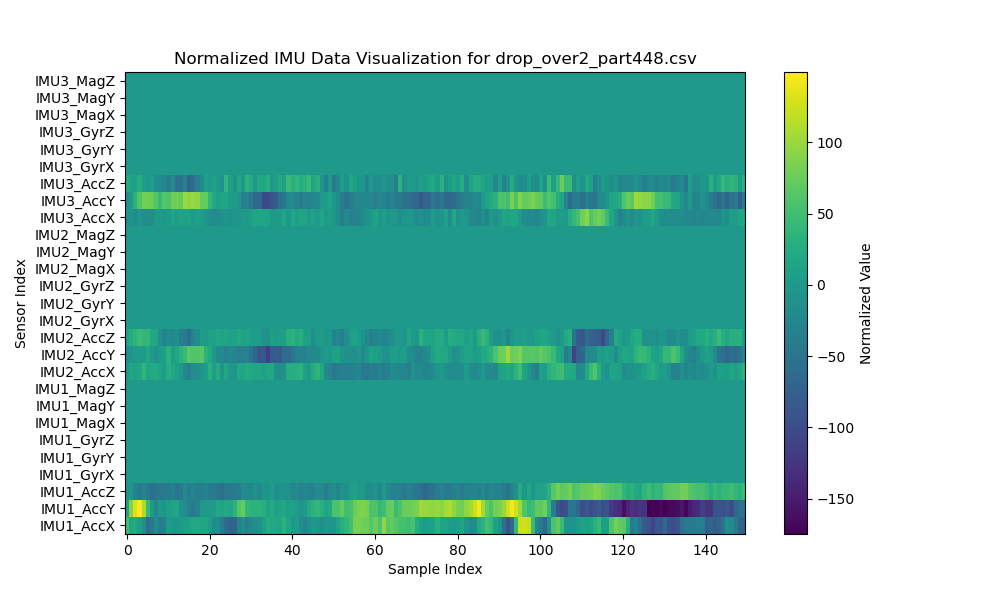 Normalized IMU Data Visualization for drop_over2_part448.csv
Sensor Index
IMU3_MagZ
IMU3_MagY
IMU3_MagX
IMU3_GyrZ
IMU3_GyrY
IMU3_GyrX
IMU3_AccZ
IMU3_AccY
IMU3_AccX
IMU2_MagZ
IMU2_MagY
IMU2_MagX
IMU2_GyrZ
IMU2_GyrY
IMU2_GyrX
IMU2_AccZ
IMU2_AccY
IMU2_AccX
IMU1_MagZ
IMU1_MagY
IMU1_MagX
IMU1_GyrZ
IMU1_GyrY
IMU1_GyrX
IMU1_AccZ
IMU1_AccY
IMU1_AccX
0 20 40 60 80 100 120 140
Sample Index
100
50
0
−50
−100
−150
Normalized Value